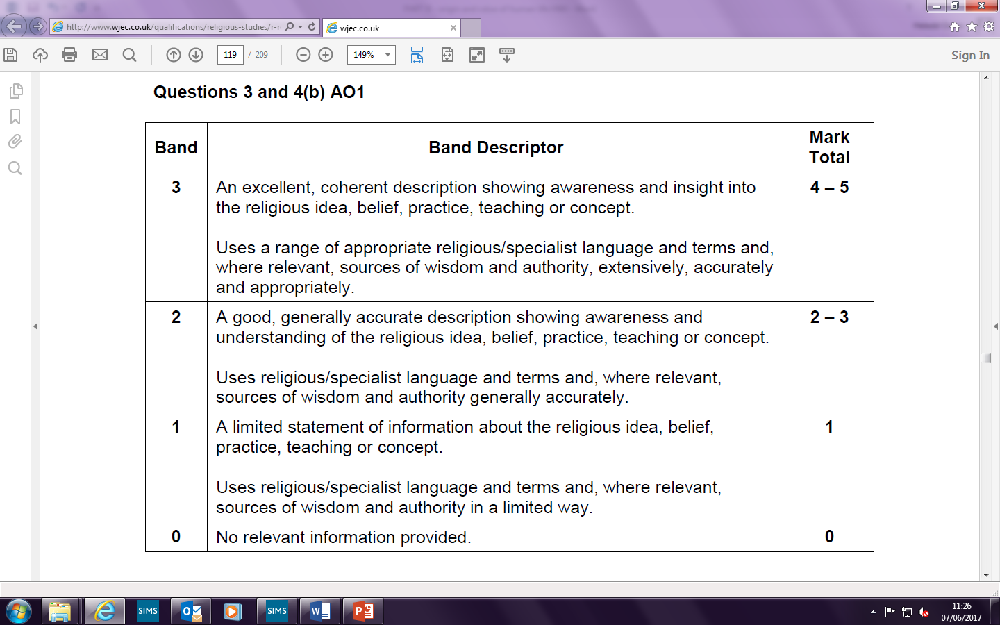 http://www.wjec.co.uk/qualifications/religious-studies/r-r
wjec.co.uk
119 / 209
149%
Sign In
Questions 3 and 4(b) AO1
Band
Band Descriptor
Mark
Total
3
An excellent, coherent description showing awareness and insight into
the religious idea, belief, practice, teaching or concept.
Uses a range of appropriate religious/specialist language and terms and,
where relevant, sources of wisdom and authority, extensively, accurately
and appropriately.
4 – 5
2
A good, generally accurate description showing awareness and
understanding of the religious idea, belief, practice, teaching or concept.
Uses religious/specialist language and terms and, where relevant,
sources of wisdom and authority generally accurately.
2 – 3
1
A limited statement of information about the religious idea, belief,
practice, teaching or concept.
Uses religious/specialist language and terms and, where relevant,
sources of wisdom and authority in a limited way.
1
0
No relevant information provided.
0
SIMS
SIMS
11:26
07/06/2017